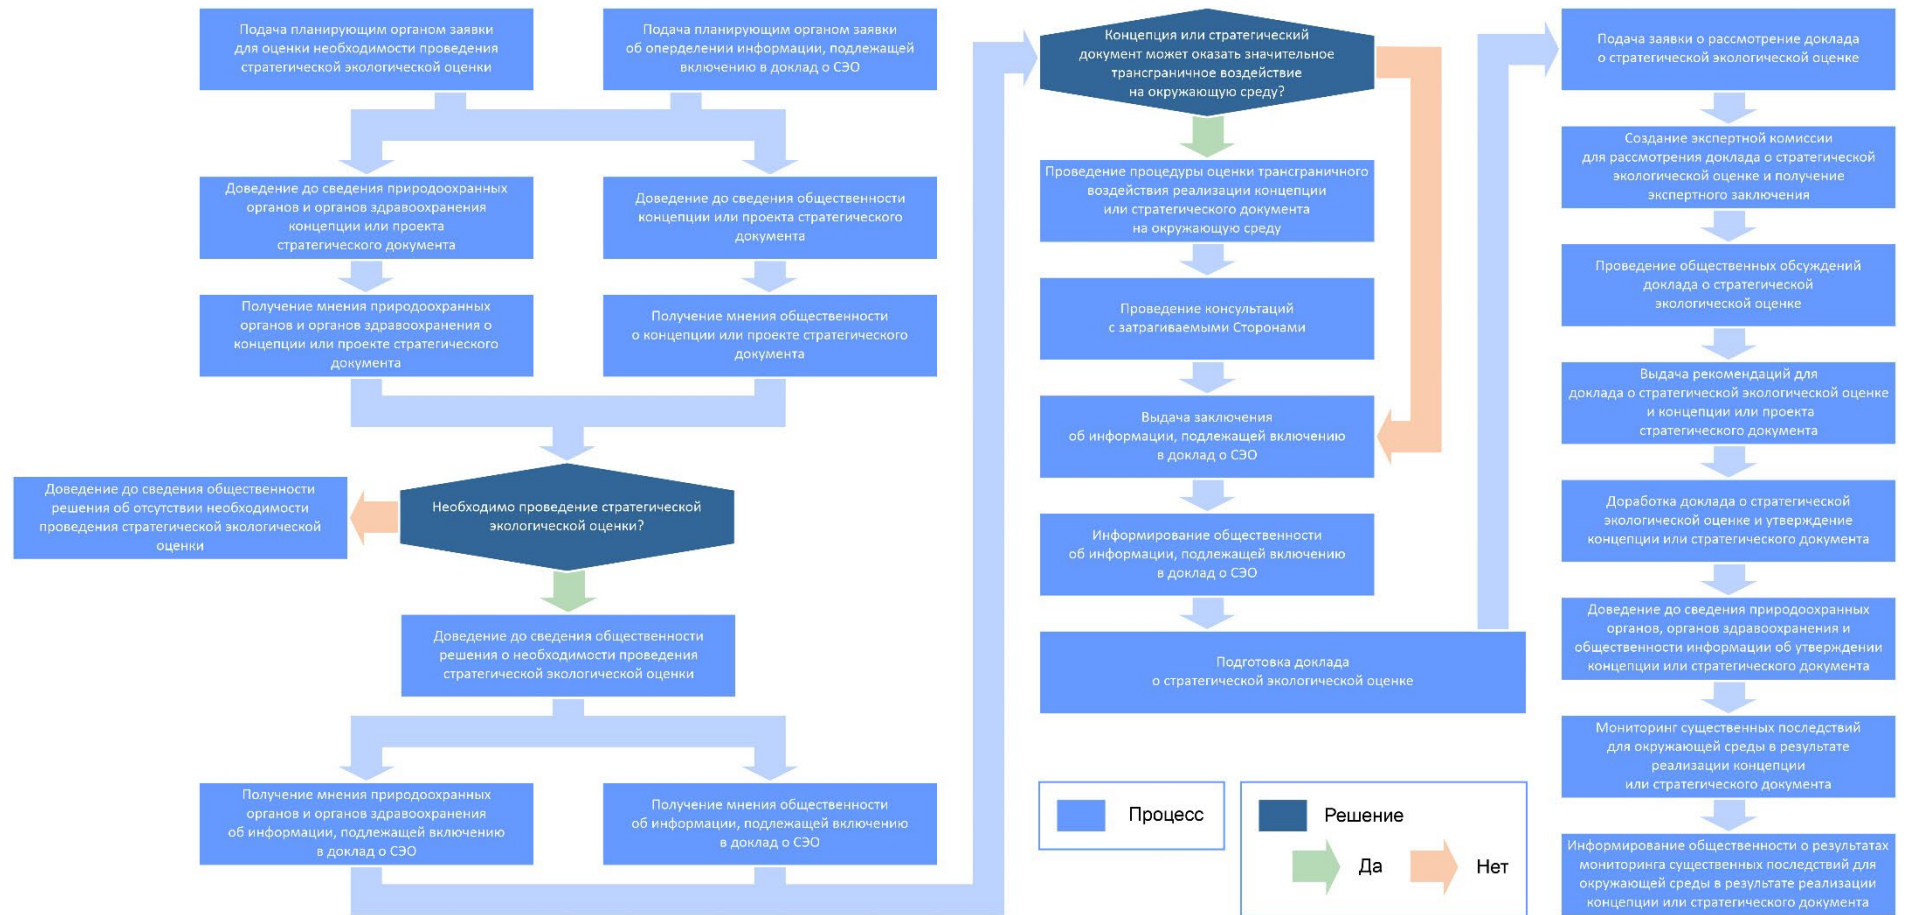 Подача планирующим органом заявки
для оценки необходимости проведения
стратегической экологической оценки
Подача планирующим органом заявки
об оперделении информации, подлежащей
включению в доклад о СЭО
Доведение до сведения природоохранных
органов и органов здравоохранения
концепции или проекта
стратегического документа
Доведение до сведения общественности
концепции или проекта стратегического
документа
Получение мнения природоохранных
органов и органов здравоохранения о
концепции или проекте стратегического
документа
Получение мнения общественности
о концепции или проекте стратегического
документа
Необходимо проведение стратегической
экологической оценки?
Доведение до сведения общественности
решения об отсутствии необходимости
проведения стратегической экологической
оценки
Доведение до сведения общественности
решения о необходимости проведения
стратегической экологической оценки
Получение мнения природоохранных
органов и органов здравоохранения
об информации, подлежащей включению
в доклад о СЭО
Получение мнения общественности
об информации, подлежащей включению
в доклад о СЭО
Концепция или стратегический
документ может оказать значительное
трансграничное воздействие
на окружающую среду?
Проведение процедуры оценки трансграничного
воздействия реализации концепции
или стратегического документа
на окружающую среду
Проведение консультаций
с затрагиваемыми Сторонами
Выдача заключения
об информации, подлежащей включению
в доклад о СЭО
Информирование общественности
об информации, подлежащей включению
в доклад о СЭО
Подготовка доклада
о стратегической экологической оценке
Процесс
Решение
Да
Нет
Подача заявки о рассмотрение доклада
о стратегической экологической оценке
Создание экспертной комиссии
для рассмотрения доклада о стратегической
экологической оценке и получение
экспертного заключения
Проведение общественных обсуждений
доклада о стратегической
экологической оценке
Выдача рекомендаций для
доклада о стратегической экологической оценке
и концепции или проекта
стратегического документа
Доработка доклада о стратегической
экологической оценке и утверждение
концепции или стратегического документа
Доведение до сведения природоохранных
органов, органов здравоохранения и
общественности информации об утверждении
концепции или стратегического документа
Мониторинг существенных последствий
для окружающей среды в результате
реализации концепции
или стратегического документа
Информирование общественности о результатах
мониторинга существенных последствий для
окружающей среды в результате реализации
концепции или стратегического документа